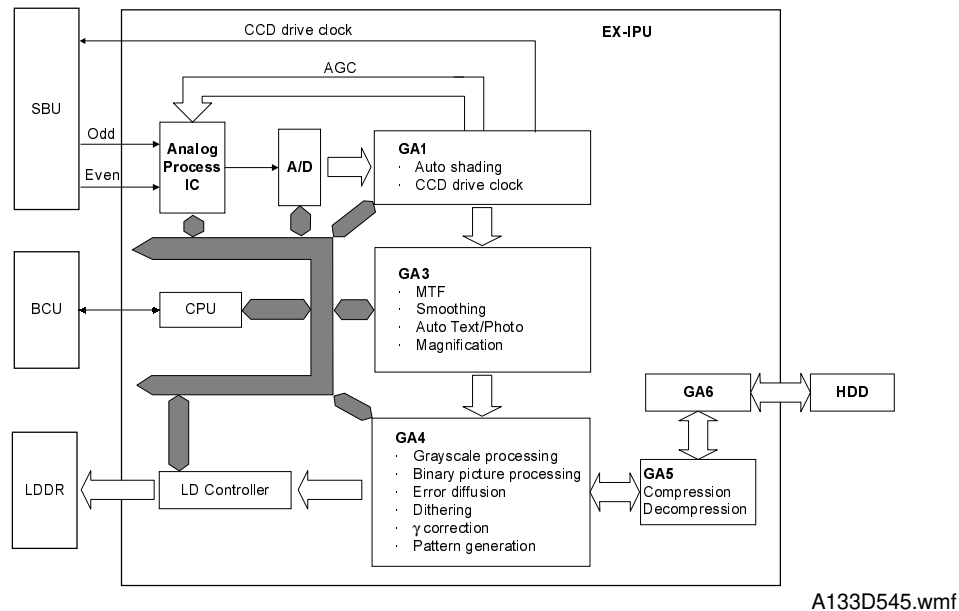 CCD drive clock
EX-IPU
AGC
SBU
Odd
Even
Analog
Process
IC
A/D
GA1
· Auto shading
· CCD drive clock
BCU
CPU
GA3
· MTF
· Smoothing
· Auto Text/Photo
· Magnification
GA6
HDD
GA4
· Grayscale processing
· Binary picture processing
· Error diffusion
· Dithering
· γ correction
· Pattern generation
GA5
Compression
Decompression
LDDR
LD Controller
A133D545.wmf